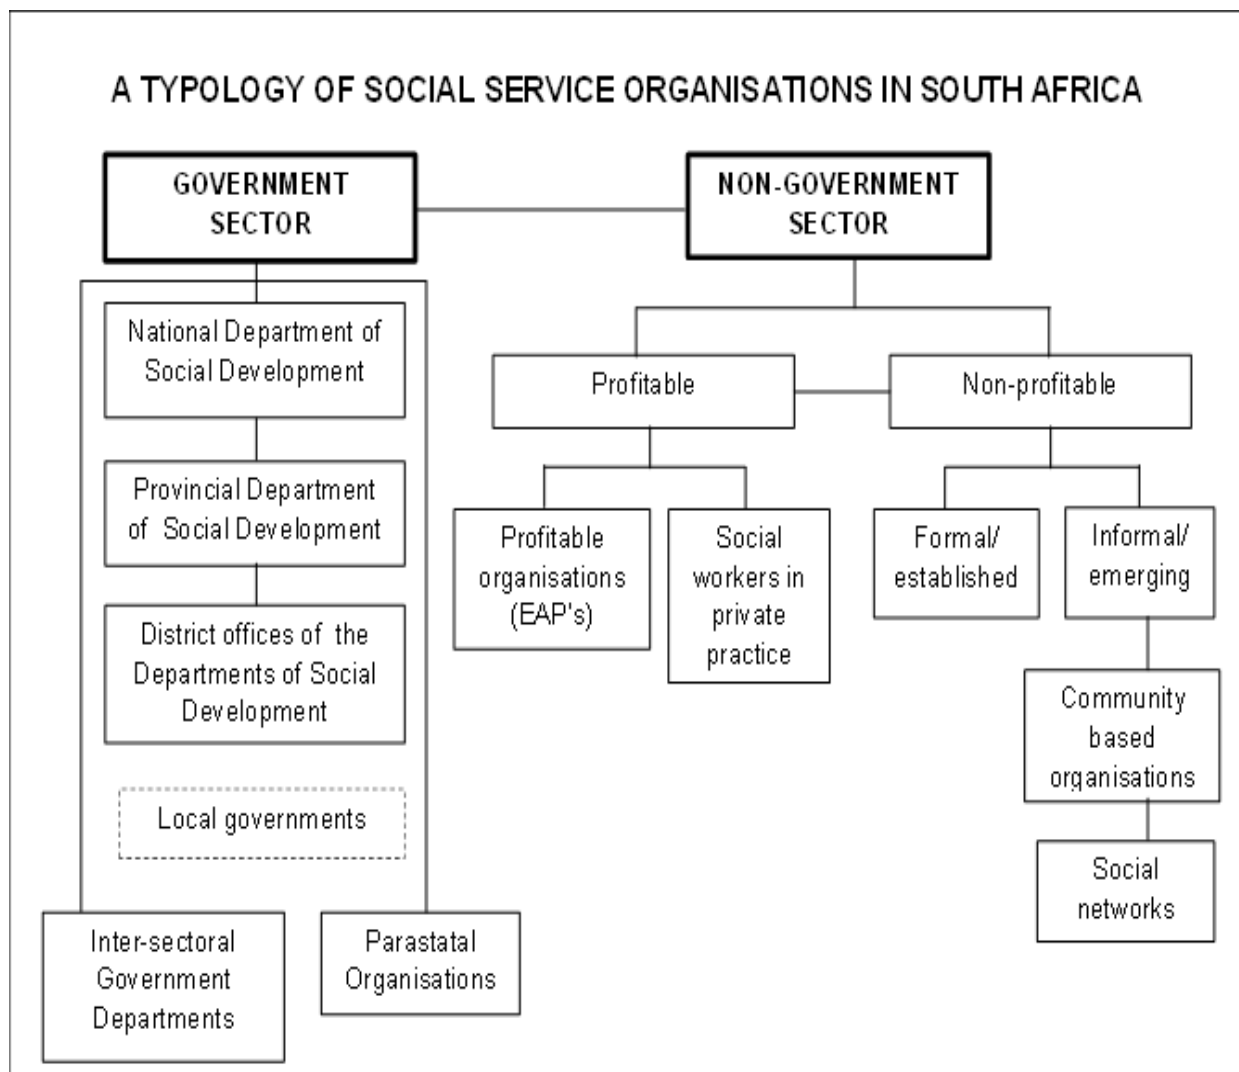 A TYPOLOGY OF SOCIAL SERVICE ORGANISATIONS IN SOUTH AFRICA
GOVERNMENT
SECTOR
NON-GOVERNMENT
SECTOR
National Department of
Social Development
Provincial Department
of Social Development
District offices of the
Departments of Social
Development
Local governments
Inter-sectoral
Government
Departments
Parastatal
Organisations
Profitable
Non-profitable
Profitable
organisations
(EAP's)
Social
workers in
private
practice
Formal/
established
Informal/
emerging
Community
based
organisations
Social
networks